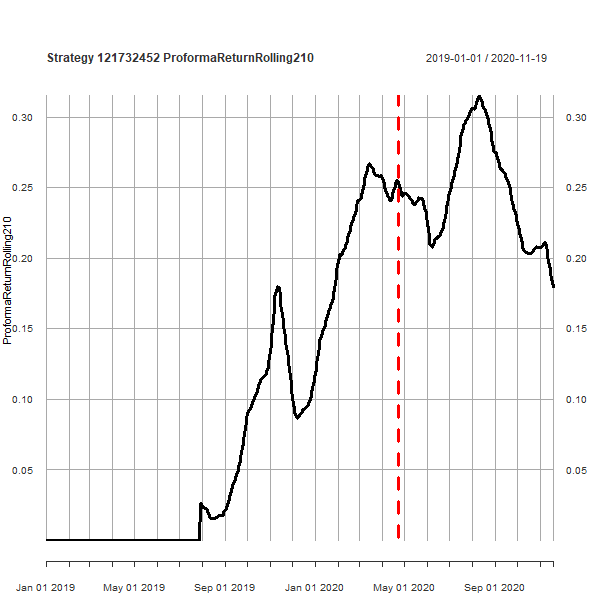 Strategy 121732452 ProformaReturnRolling210
2019-01-01 / 2020-11-19
ProformaReturnRolling210
0.30
0.25
0.20
0.15
0.10
0.05
0.30
0.25
0.20
0.15
0.10
0.05
Jan 01 2019
May 01 2019
Sep 01 2019
Jan 01 2020
May 01 2020
Sep 01 2020